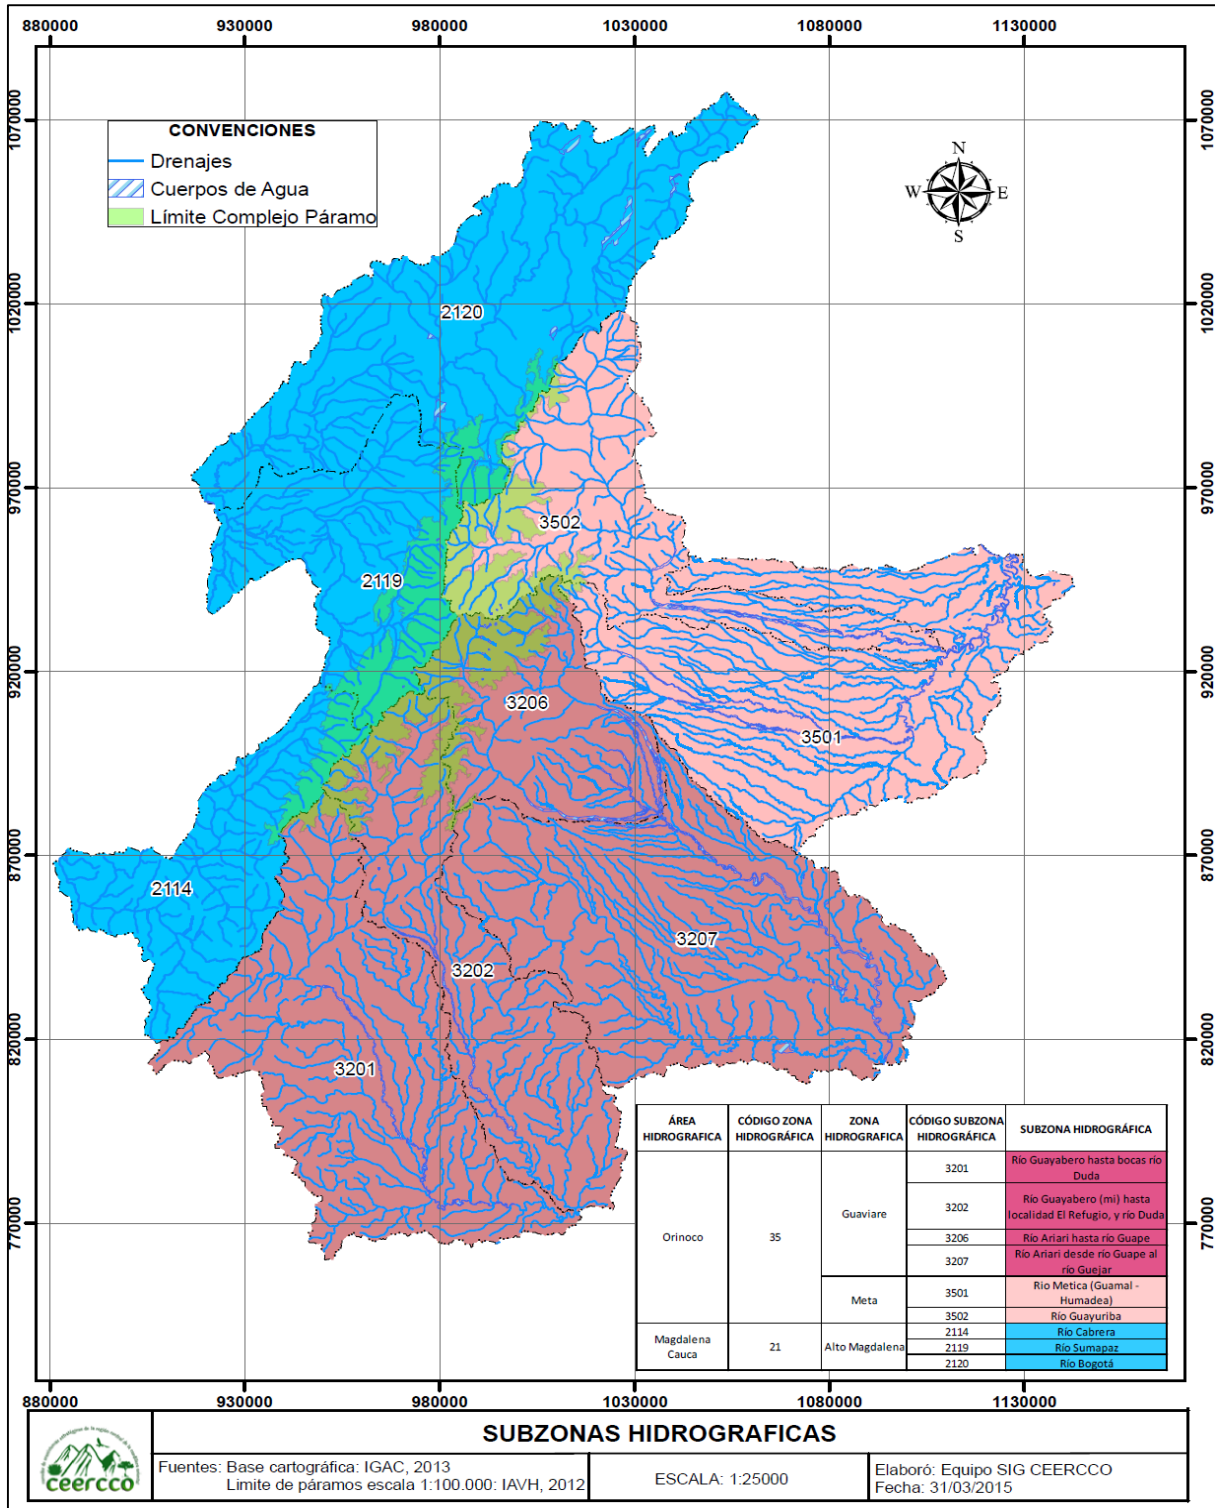 880000 930000 980000 1030000 1080000 1130000
1070000 1070000
1020000 1020000
970000 970000
920000 920000
870000 870000
820000 820000
770000 770000
CONVENCIONES
Drenajes
Cuerpos de Agua
Límite Complejo Páramo
N
W E
S
2120
3502
2119
3206
3501
2114
3207
3202
3201
ÁREA HIDROGRAFICA CÓDIGO ZONA HIDROGRÁFICA ZONA HIDROGRAFICA CÓDIGO SUBZONA HIDROGRÁFICA SUBZONA HIDROGRÁFICA
Orinoco 35 Guaviare 3201 Río Guayabero hasta bocas río Duda
3202 Río Guayabero (mi) hasta localidad El Refugio, y río Duda
3206 Río Ariari hasta río Guape
3207 Río Ariari desde río Guape al río Guejar
Meta 3501 Rio Metica (Guamal - Humadea)
3502 Río Guayuriba
Magdalena Cauca 21 Alto Magdalena 2114 Río Cabrera
2119 Río Sumapaz
2120 Río Bogotá
880000 930000 980000 1030000 1080000 1130000
SUBZONAS HIDROGRAFICAS
ceercco
Fuentes: Base cartográfica: IGAC, 2013
Limite de páramos escala 1:100.000: IAVH, 2012
ESCALA: 1:25000
Elaboró: Equipo SIG CEERCCO
Fecha: 31/03/2015